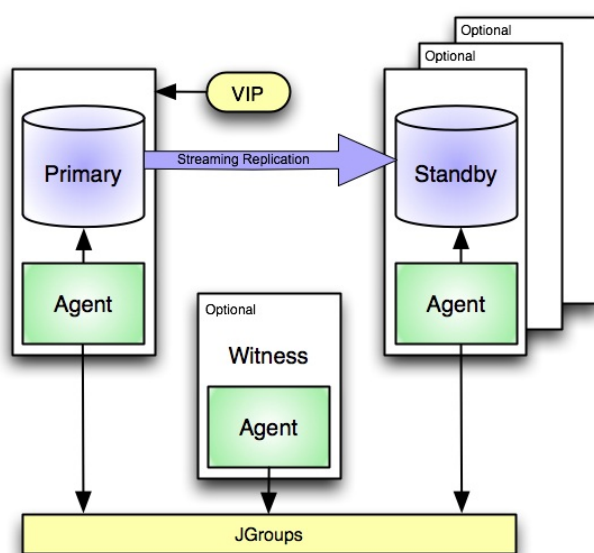 Optional
Optional
VIP
Primary
Streaming Replication
Standby
Agent
Agent
Optional
Witness
Agent
JGroups